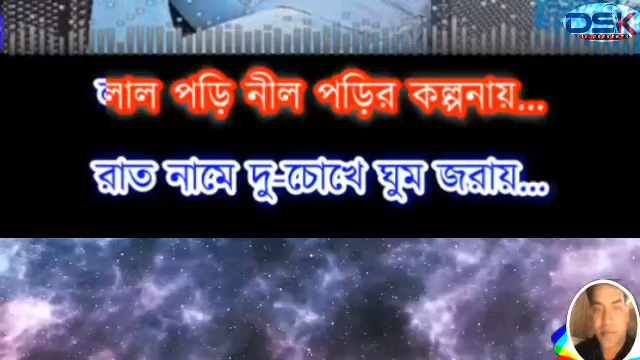 DSK
লাল পড়ি নীল পড়ির কল্পনায়...
রাত নামে দু-চোখে ঘুম জরায়...